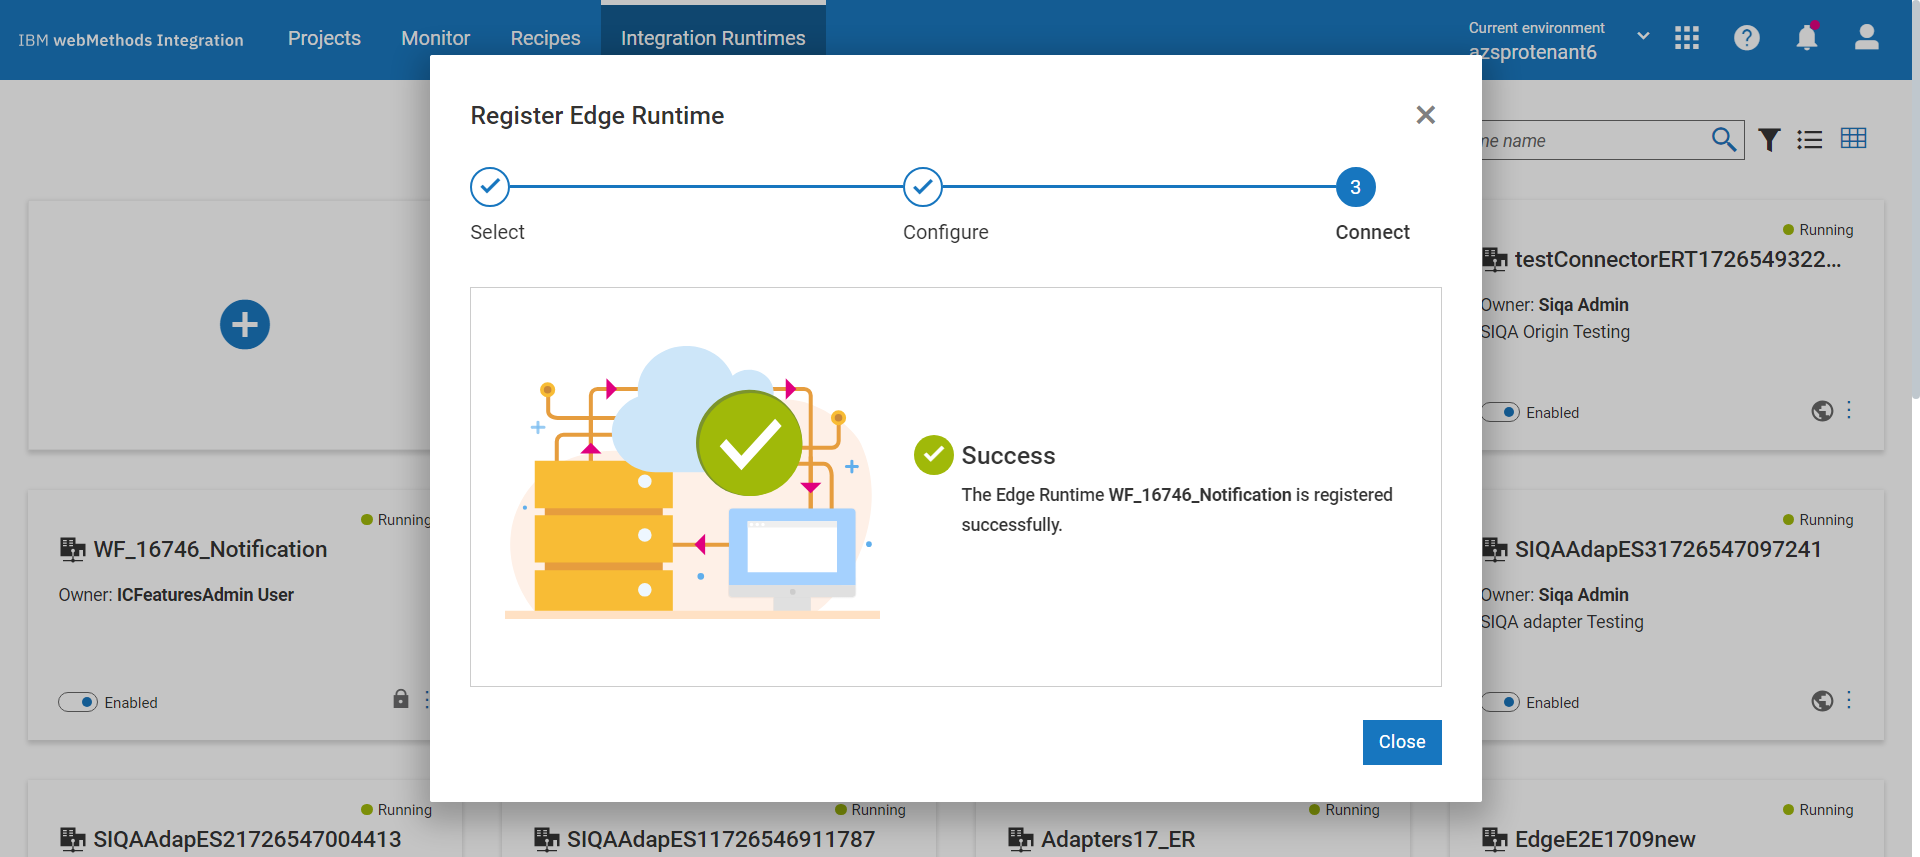 IBM webMethods Integration
Projects
Monitor
Recipes
Integration Runtimes
Current environment
azsprotenant6
Register Edge Runtime
Select
Configure
3
Connect
Success
The Edge Runtime WF_16746_Notification is registered
successfully.
Close
name
Running
testConnectorERT1726549322...
Owner: Siqa Admin
SIQA Origin Testing
Enabled
Running
WF_16746_Notification
Owner: ICFeaturesAdmin User
Enabled
Running
SIQAAdapES31726547097241
Owner: Siqa Admin
SIQA adapter Testing
Enabled
Running
SIQAAdapES21726547004413
Running
SIQAAdapES11726546911787
Running
Adapters17_ER
Running
EdgeE2E1709new